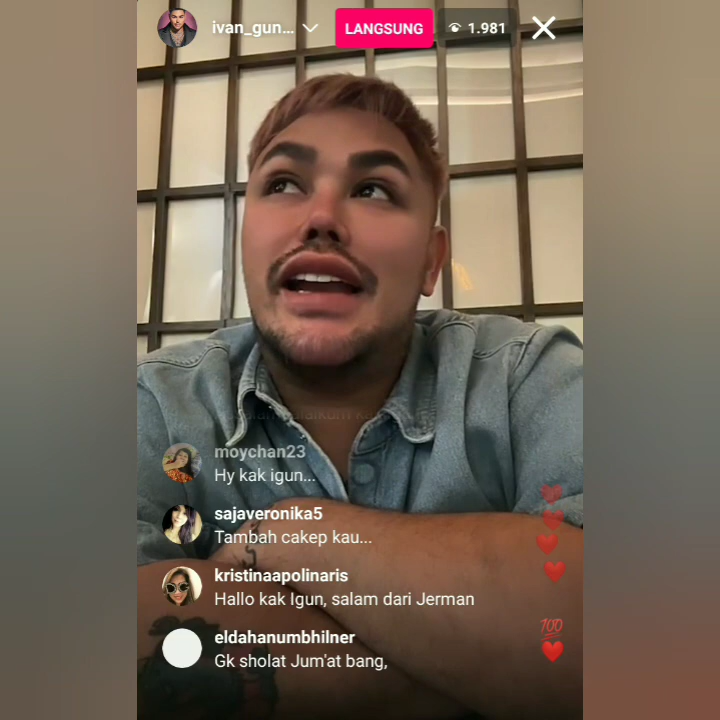 ivan_gun...
LANGSUNG
1.981
moychan23
Hy kak igun...
sajaveronika5
Tambah cakep kau...
kristinaapolinaris
Hallo kak Igun, salam dari Jerman
eldahanumbhilner
Gk sholat Jum'at bang,
💯